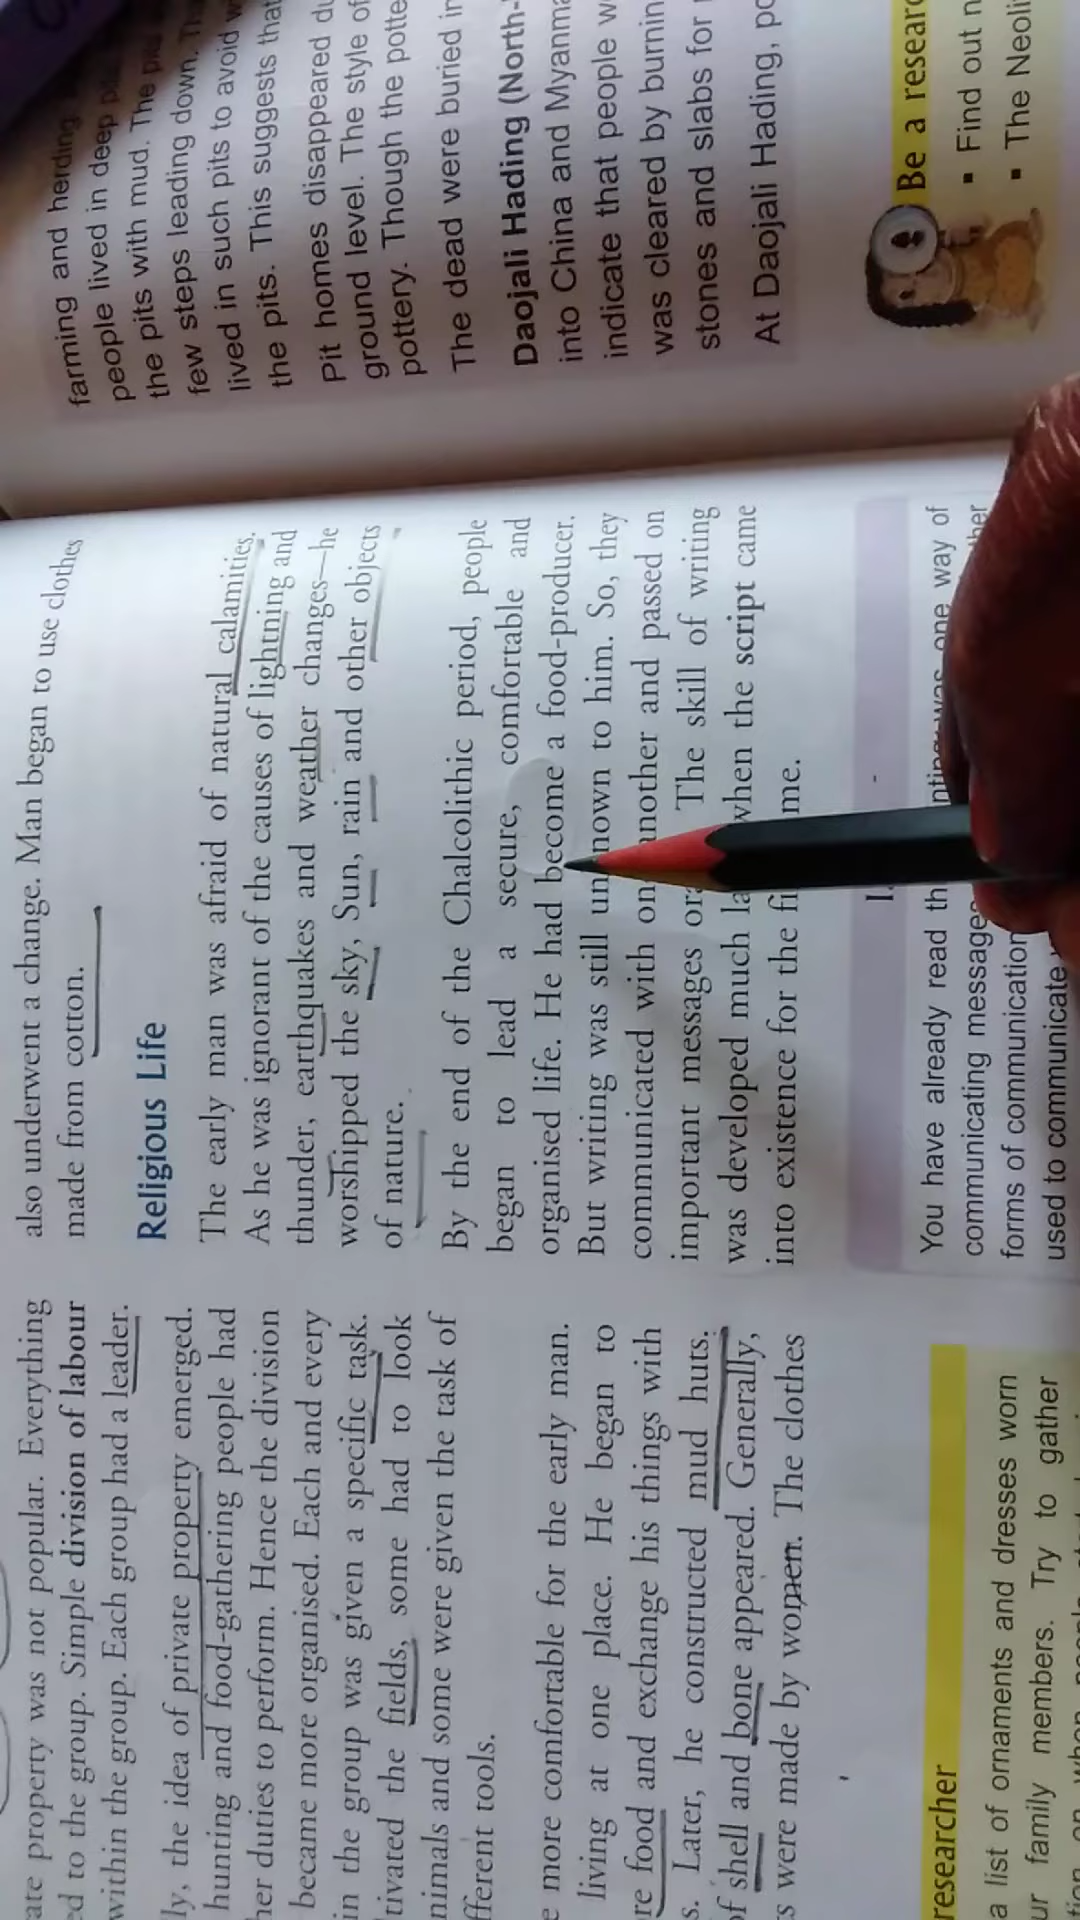 ate property was not popular. Everything
ed to the group. Simple division of labour
within the group. Each group had a leader.
ly, the idea of private property emerged.
hunting and food-gathering people had
her duties to perform. Hence the division
became more organised. Each and every
in the group was given a specific task.
tivated the fields, some had to look
nimals and some were given the task of
fferent tools.
e more comfortable for the early man.
living at one place. He began to
re food and exchange his things with
s. Later, he constructed mud huts.
of shell and bone appeared. Generally,
s were made by women. The clothes
researcher
a list of ornaments and dresses worn
ur family members. Try to gather
also underwent a change. Man began to use clothes
made from cotton.
Religious Life
The early man was afraid of natural calamities.
As he was ignorant of the causes of lightning and
thunder, earthquakes and weather changes—he
worshipped the sky, Sun, rain and other objects
of nature.
By the end of the Chalcolithic period, people
began to lead a secure, comfortable and
organised life. He had become a food-producer.
But writing was still unknown to him. So, they
communicated with on another and passed on
important messages or The skill of writing
was developed much la when the script came
into existence for the fi me.
You have already read th one way of
communicating message
forms of communication
used to communicate
farming and herding
people lived in deep
the pits with mud. The
few steps leading down.
lived in such pits to avoid
the pits. This suggests that
Pit homes disappeared du
ground level. The style of
pottery. Though the potte
The dead were buried in
Daojali Hading (North-
into China and Myanma
indicate that people w
was cleared by burnin
stones and slabs for
At Daojali Hading, po
Be a researc
▪ Find out n
▪ The Neoli